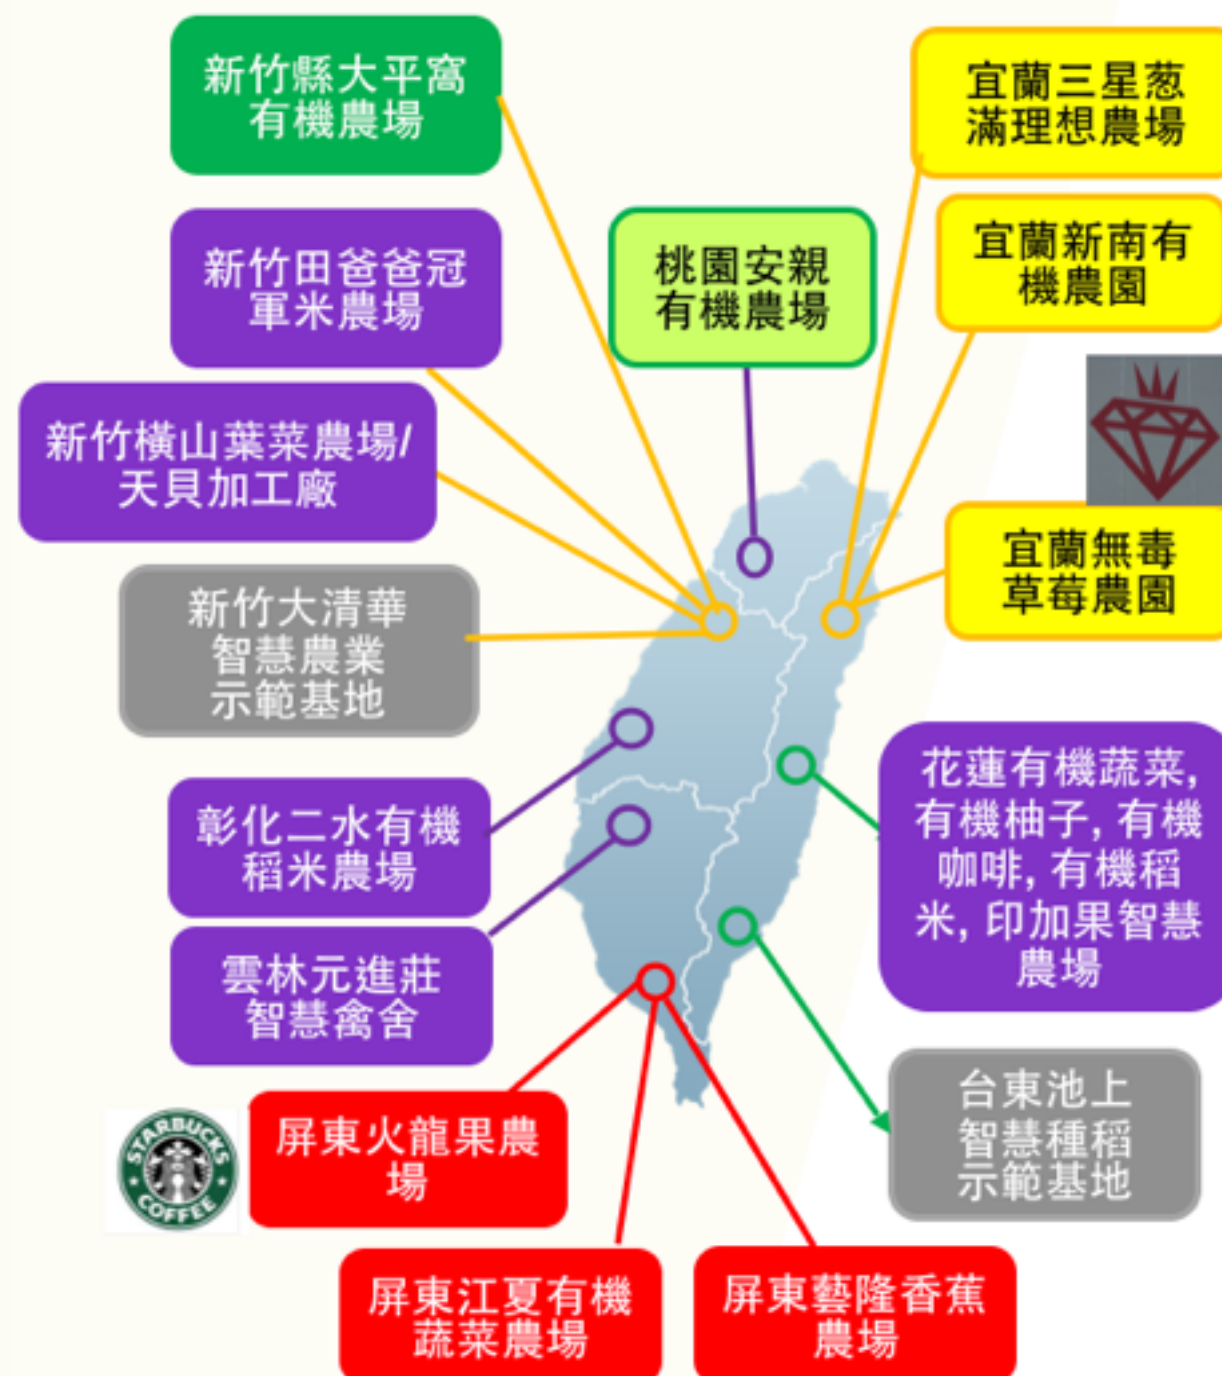 新竹縣大平窩
有機農場
宜蘭三星葱
滿理想農場
新竹田爸爸冠
軍米農場
桃園安親
有機農場
宜蘭新南有
機農園
新竹橫山葉菜農場/
天貝加工廠
宜蘭無毒
草莓農園
新竹大清華
智慧農業
示範基地
彰化二水有機
稻米農場
花蓮有機蔬菜,
有機柚子, 有機
咖啡, 有機稻
米, 印加果智慧
農場
雲林元進莊
智慧禽舍
台東池上
智慧種稻
示範基地
STARBUCKS
COFFEE
屏東火龍果農
場
屏東江夏有機
蔬菜農場
屏東藝隆香蕉
農場